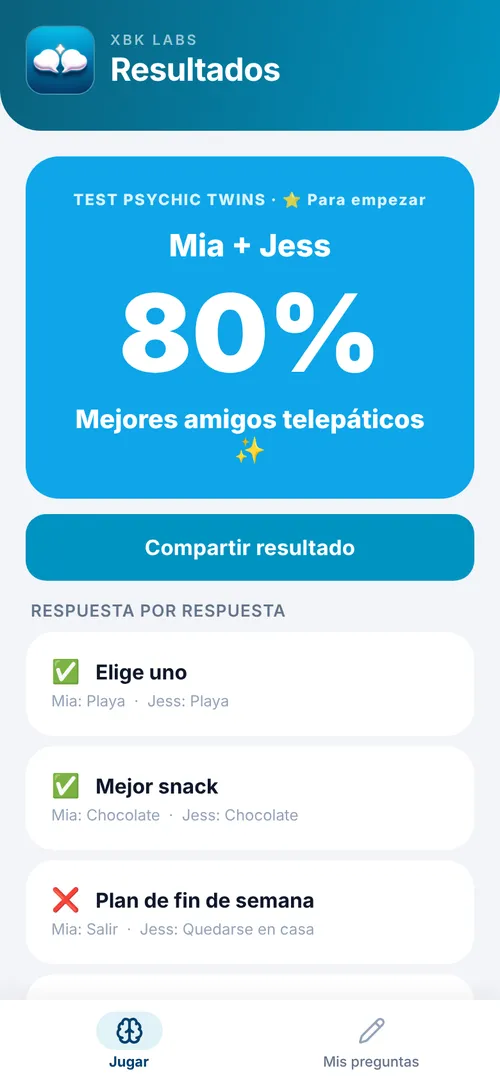 XBK LABS
Resultados
TEST PSYCHIC TWINS · ⭐ Para empezar
Mia + Jess
80%
Mejores amigos telepáticos
✨
Compartir resultado
RESPUESTA POR RESPUESTA
✅ Elige uno
Mia: Playa · Jess: Playa
✅ Mejor snack
Mia: Chocolate · Jess: Chocolate
❌ Plan de fin de semana
Mia: Salir · Jess: Quedarse en casa
Jugar
Mis preguntas